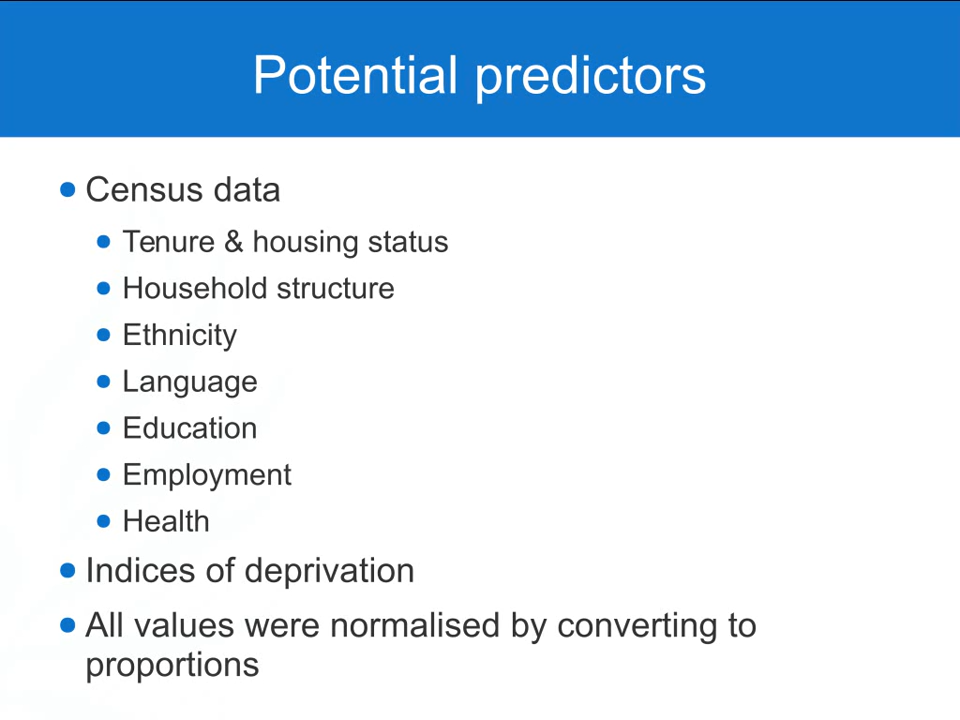 Potential predictors
Census data
Tenure & housing status
Household structure
Ethnicity
Language
Education
Employment
Health
Indices of deprivation
All values were normalised by converting to
proportions